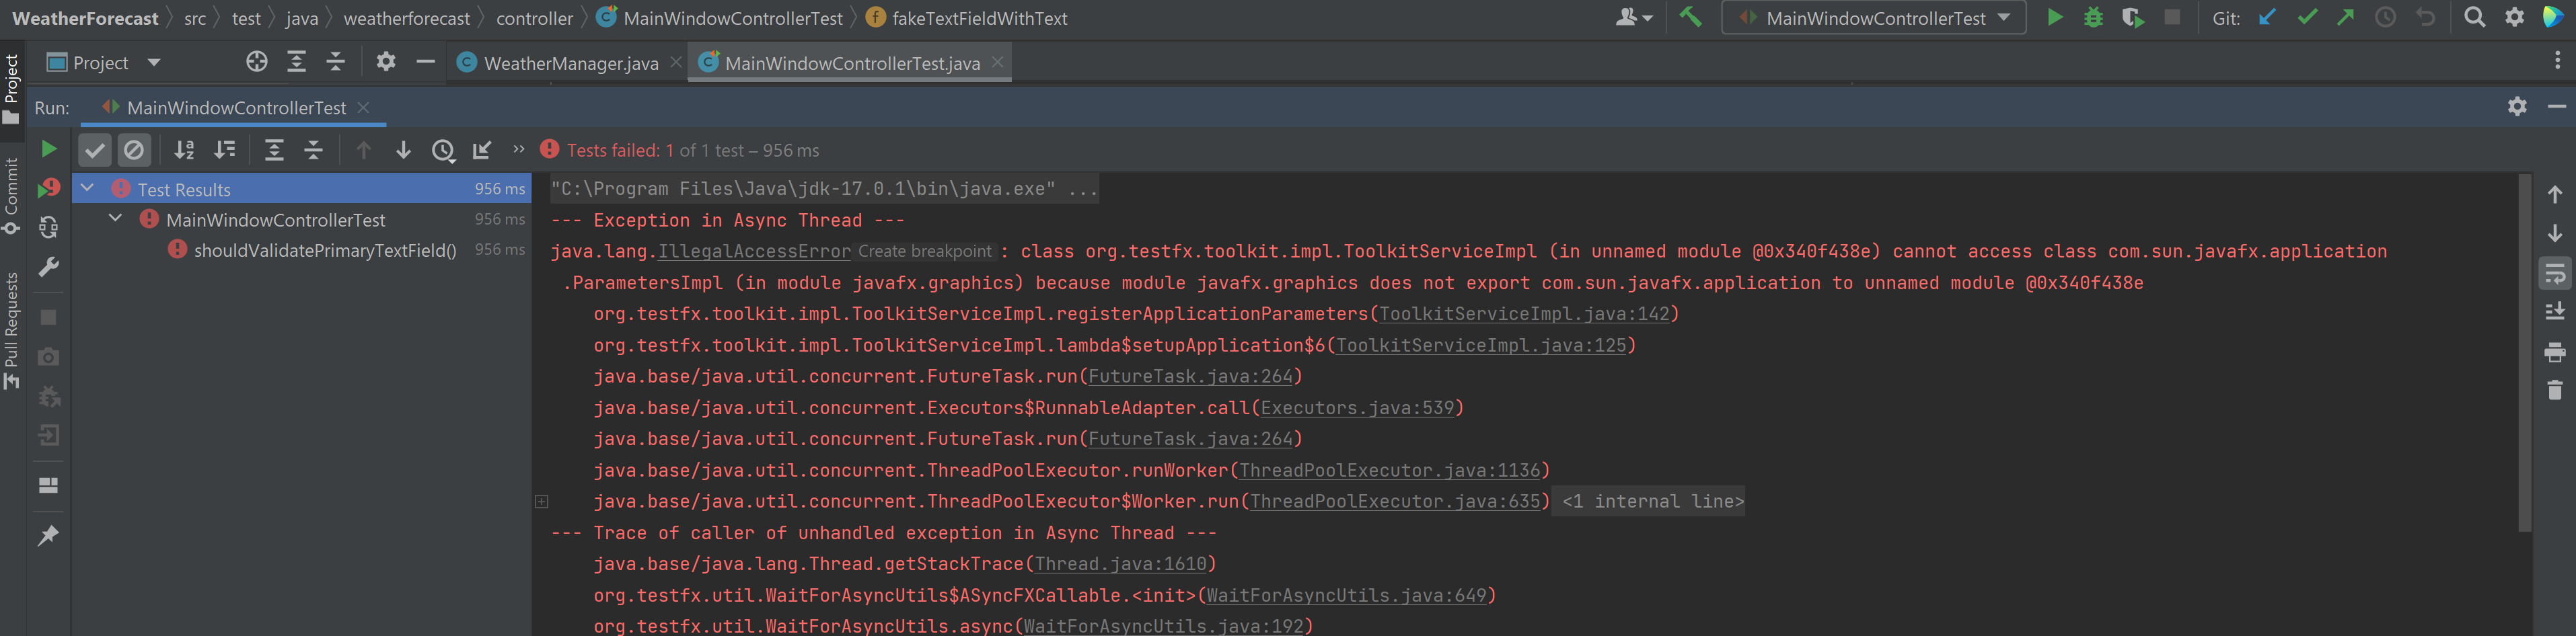 WeatherForecast src test java weatherforecast controller MainWindowControllerTest fakeTextFieldWithText MainWindowControllerTest Git:
Project WeatherManager.java MainWindowControllerTest.java
Run: MainWindowControllerTest
Tests failed: 1 of 1 test – 956 ms
Project
Commit
Pull Requests
Test Results 956 ms
MainWindowControllerTest 956 ms
shouldValidatePrimaryTextField() 956 ms
"C:\Program Files\Java\jdk-17.0.1\bin\java.exe" ...
--- Exception in Async Thread ---
java.lang.IllegalAccessError Create breakpoint : class org.testfx.toolkit.impl.ToolkitServiceImpl (in unnamed module @0x340f438e) cannot access class com.sun.javafx.application
.ParametersImpl (in module javafx.graphics) because module javafx.graphics does not export com.sun.javafx.application to unnamed module @0x340f438e
org.testfx.toolkit.impl.ToolkitServiceImpl.registerApplicationParameters(ToolkitServiceImpl.java:142)
org.testfx.toolkit.impl.ToolkitServiceImpl.lambda$setupApplication$6(ToolkitServiceImpl.java:125)
java.base/java.util.concurrent.FutureTask.run(FutureTask.java:264)
java.base/java.util.concurrent.Executors$RunnableAdapter.call(Executors.java:539)
java.base/java.util.concurrent.FutureTask.run(FutureTask.java:264)
java.base/java.util.concurrent.ThreadPoolExecutor.runWorker(ThreadPoolExecutor.java:1136)
java.base/java.util.concurrent.ThreadPoolExecutor$Worker.run(ThreadPoolExecutor.java:635) <1 internal line>
--- Trace of caller of unhandled exception in Async Thread ---
java.base/java.lang.Thread.getStackTrace(Thread.java:1610)
org.testfx.util.WaitForAsyncUtils$ASyncFXCallable.<init>(WaitForAsyncUtils.java:649)
org.testfx.util.WaitForAsyncUtils.async(WaitForAsyncUtils.java:192)